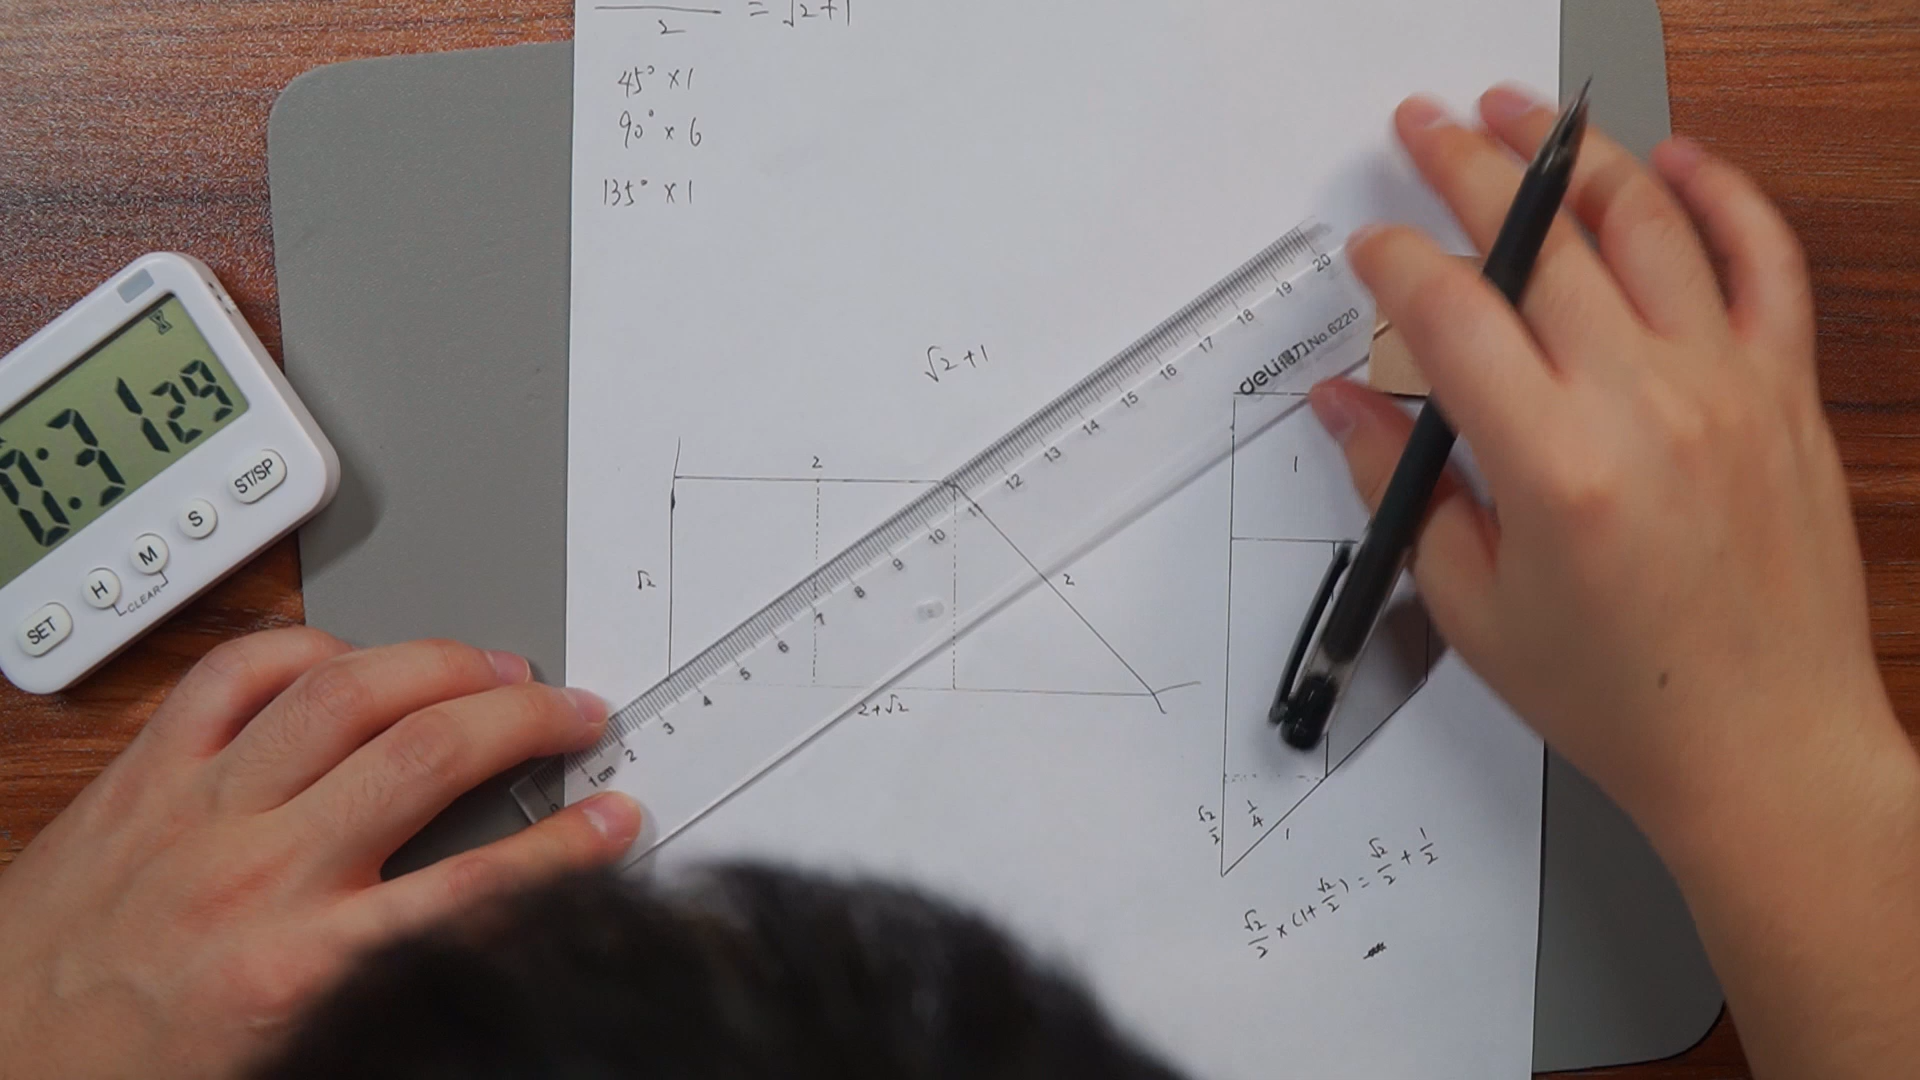 2 = √2+1
45° × 1
90° × 6
135° × 1
√2+1
2
√2
2
2+√2
1
√2/2
1/4
1
√2/2 × (1+√2/2) = √2/2 + 1/2
0 1cm 2 3 4 5 6 7 8 9 10 11 12 13 14 15 16 17 18 19 20
deli得力 No.6220
0:31 29
SET H M S ST/SP
CLEAR